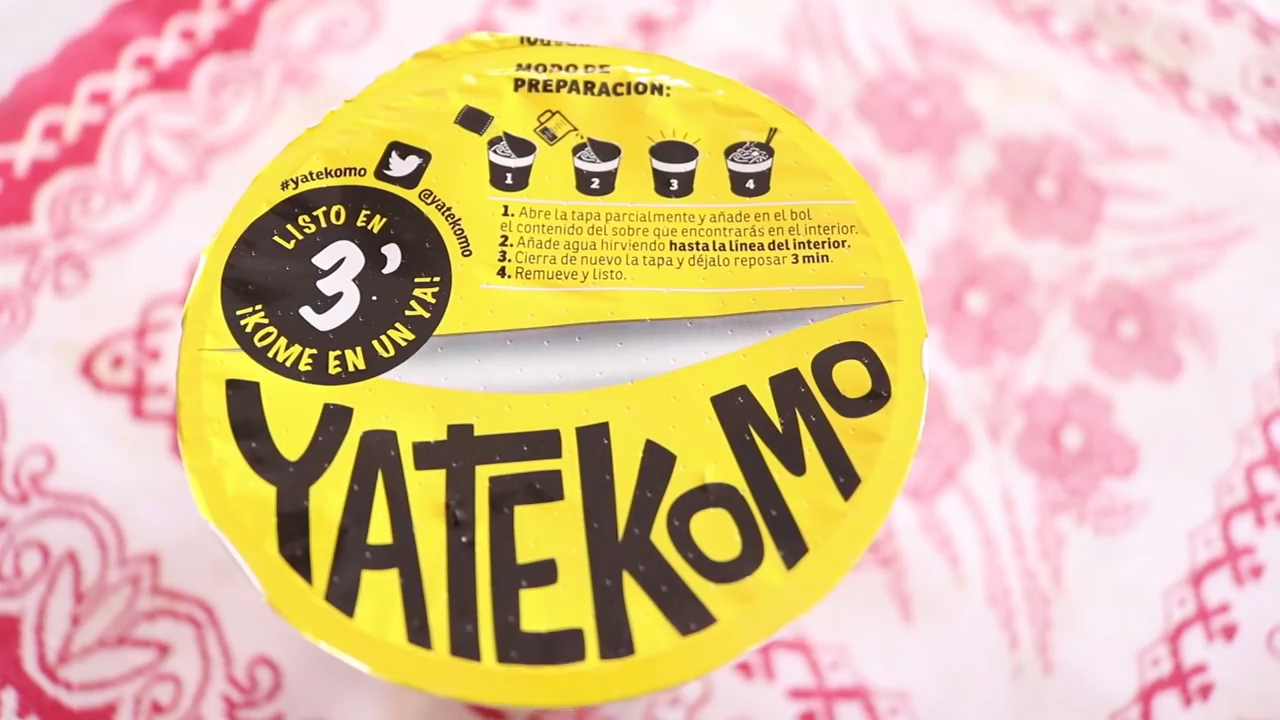 MODO DE
PREPARACIÓN:
#yatekomo
@yatekomo
LISTO EN
3'
¡KOME EN UN YA!
1
2
3
4
1. Abre la tapa parcialmente y añade en el bol
el contenido del sobre que encontrarás en el interior.
2. Añade agua hirviendo hasta la línea del interior.
3. Cierra de nuevo la tapa y déjalo reposar 3 min.
4. Remueve y listo.
YATEKOMO